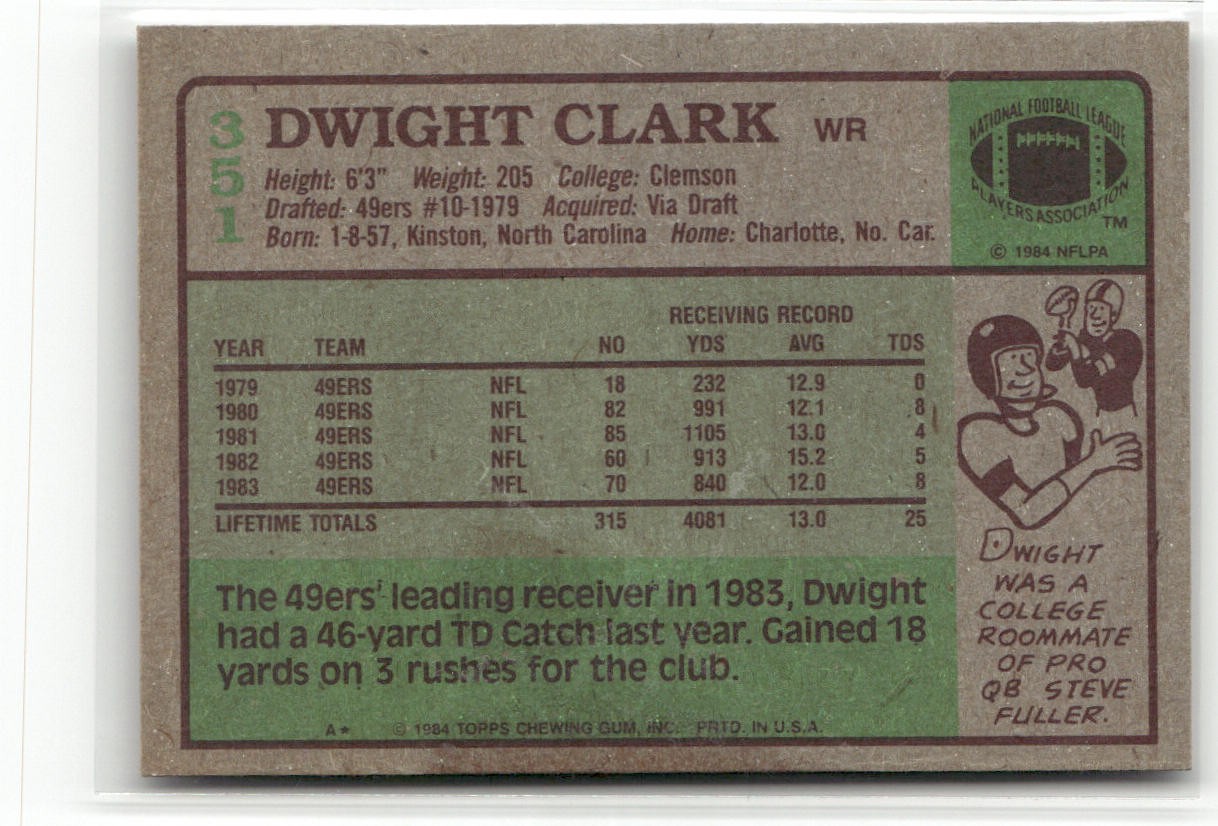 351
DWIGHT CLARK WR
Height: 6'3" Weight: 205 College: Clemson
Drafted: 49ers #10-1979 Acquired: Via Draft
Born: 1-8-57, Kinston, North Carolina Home: Charlotte, No. Car.
NATIONAL FOOTBALL LEAGUE
PLAYERS ASSOCIATION
TM
© 1984 NFLPA
RECEIVING RECORD
YEAR TEAM NO YDS AVG TDS
1979 49ERS NFL 18 232 12.9 0
1980 49ERS NFL 82 991 12.1 8
1981 49ERS NFL 85 1105 13.0 4
1982 49ERS NFL 60 913 15.2 5
1983 49ERS NFL 70 840 12.0 8
LIFETIME TOTALS 315 4081 13.0 25
The 49ers' leading receiver in 1983, Dwight
had a 46-yard TD Catch last year. Gained 18
yards on 3 rushes for the club.
A* © 1984 TOPPS CHEWING GUM, INC. PRTD. IN U.S.A.
DWIGHT
WAS A
COLLEGE
ROOMMATE
OF PRO
QB STEVE
FULLER.